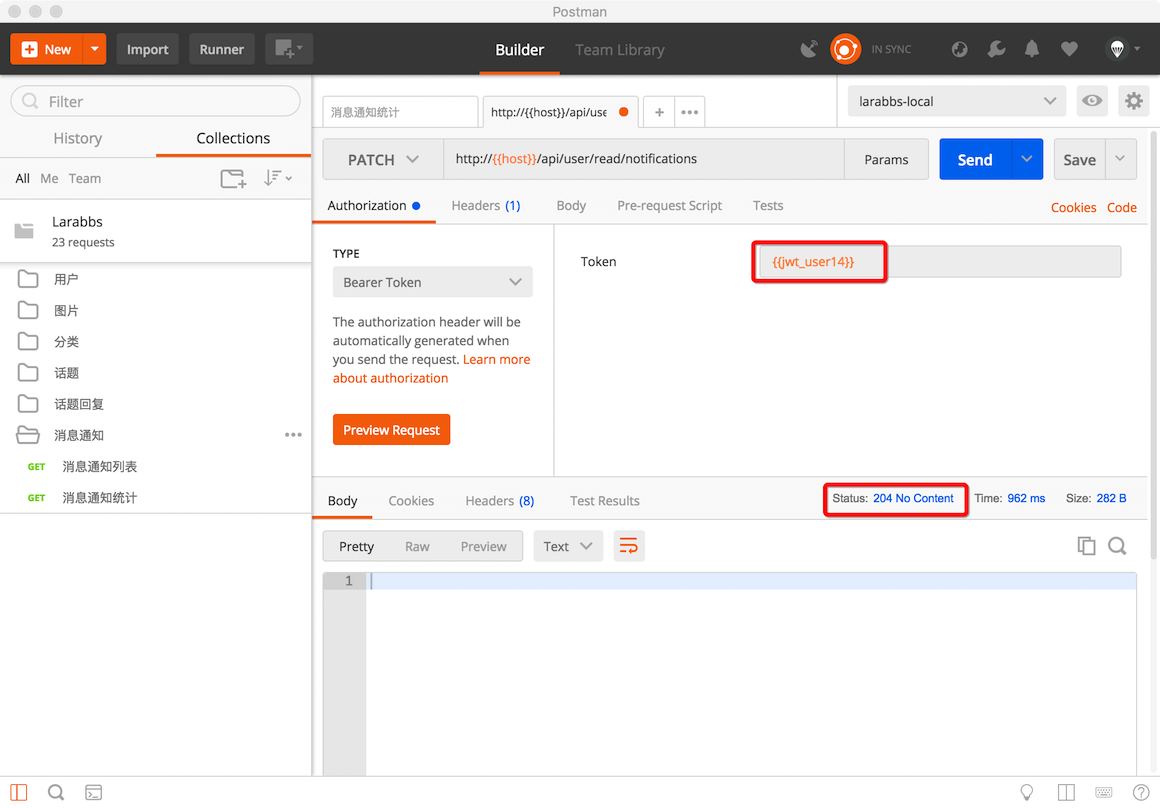 Postman
New
Import
Runner
Builder
Team Library
IN SYNC
Filter
History
Collections
All Me Team
Larabbs
23 requests
用户
图片
分类
话题
话题回复
消息通知
GET 消息通知列表
GET 消息通知统计
消息通知统计
http://{{host}}/api/use
larabbs-local
PATCH
http://{{host}}/api/user/read/notifications
Params
Send
Save
Authorization
Headers (1)
Body
Pre-request Script
Tests
Cookies
Code
TYPE
Bearer Token
The authorization header will be
automatically generated when
you send the request. Learn more
about authorization
Preview Request
Token
{{jwt_user14}}
Body
Cookies
Headers (8)
Test Results
Status: 204 No Content
Time: 962 ms
Size: 282 B
Pretty
Raw
Preview
Text
1